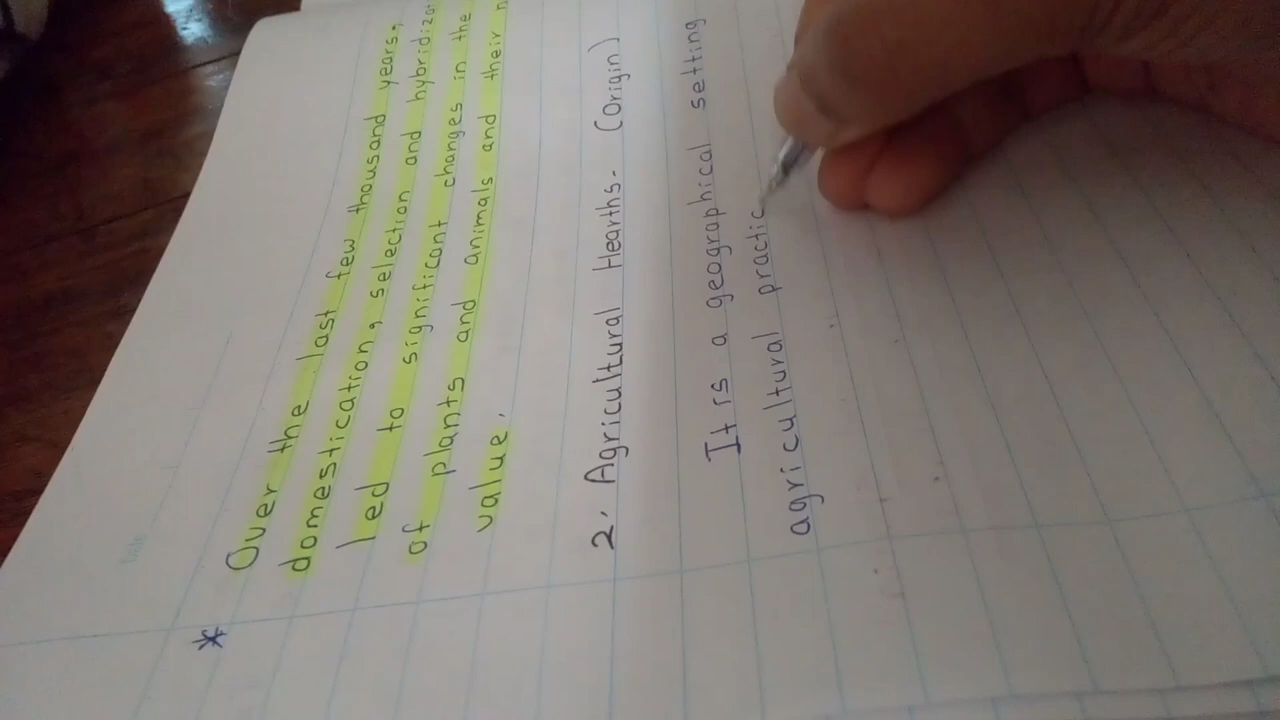 * Over the last few thousand years,
domestication, selection and hybridizat
led to significant changes in the
of plants and animals and their n
value.
2. Agricultural Hearths- (Origin)
It is a geographical setting
agricultural practic